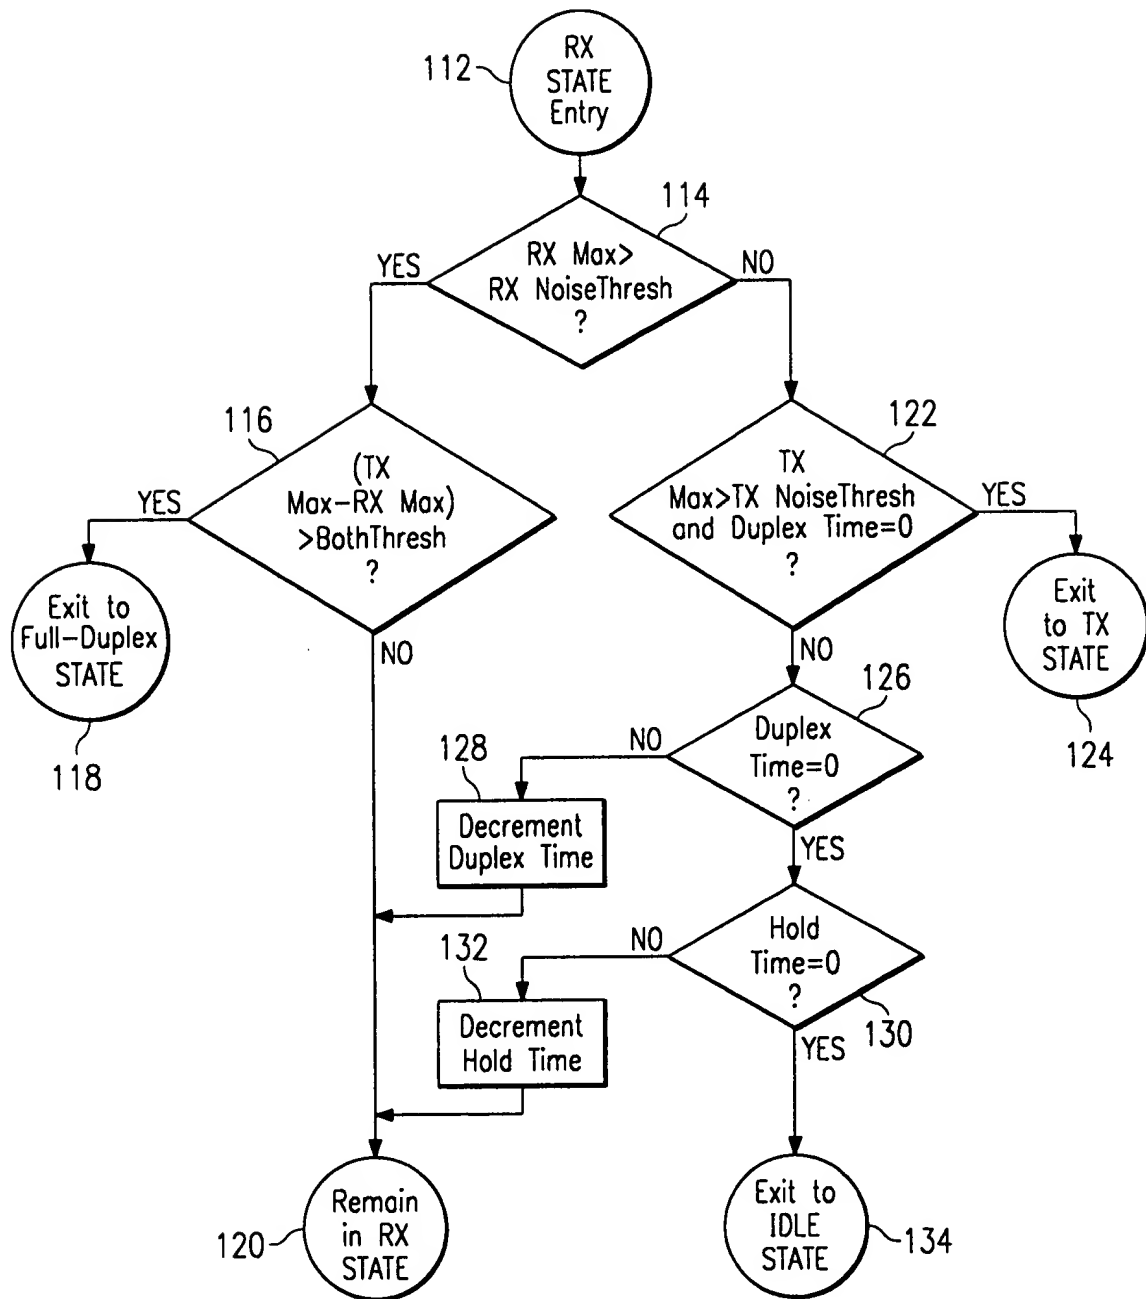 RX
STATE
Entry
112
114
RX Max>
RX NoiseThresh
?
YES
NO
116
(TX
Max-RX Max)
>BothThresh
?
YES
NO
122
TX
Max>TX NoiseThresh
and Duplex Time=0
?
YES
NO
Exit to
Full-Duplex
STATE
118
Exit
to TX
STATE
124
126
Duplex
Time=0
?
NO
YES
128
Decrement
Duplex Time
Hold
Time=0
?
NO
YES
130
132
Decrement
Hold Time
Remain
in RX
STATE
120
Exit to
IDLE
STATE
134